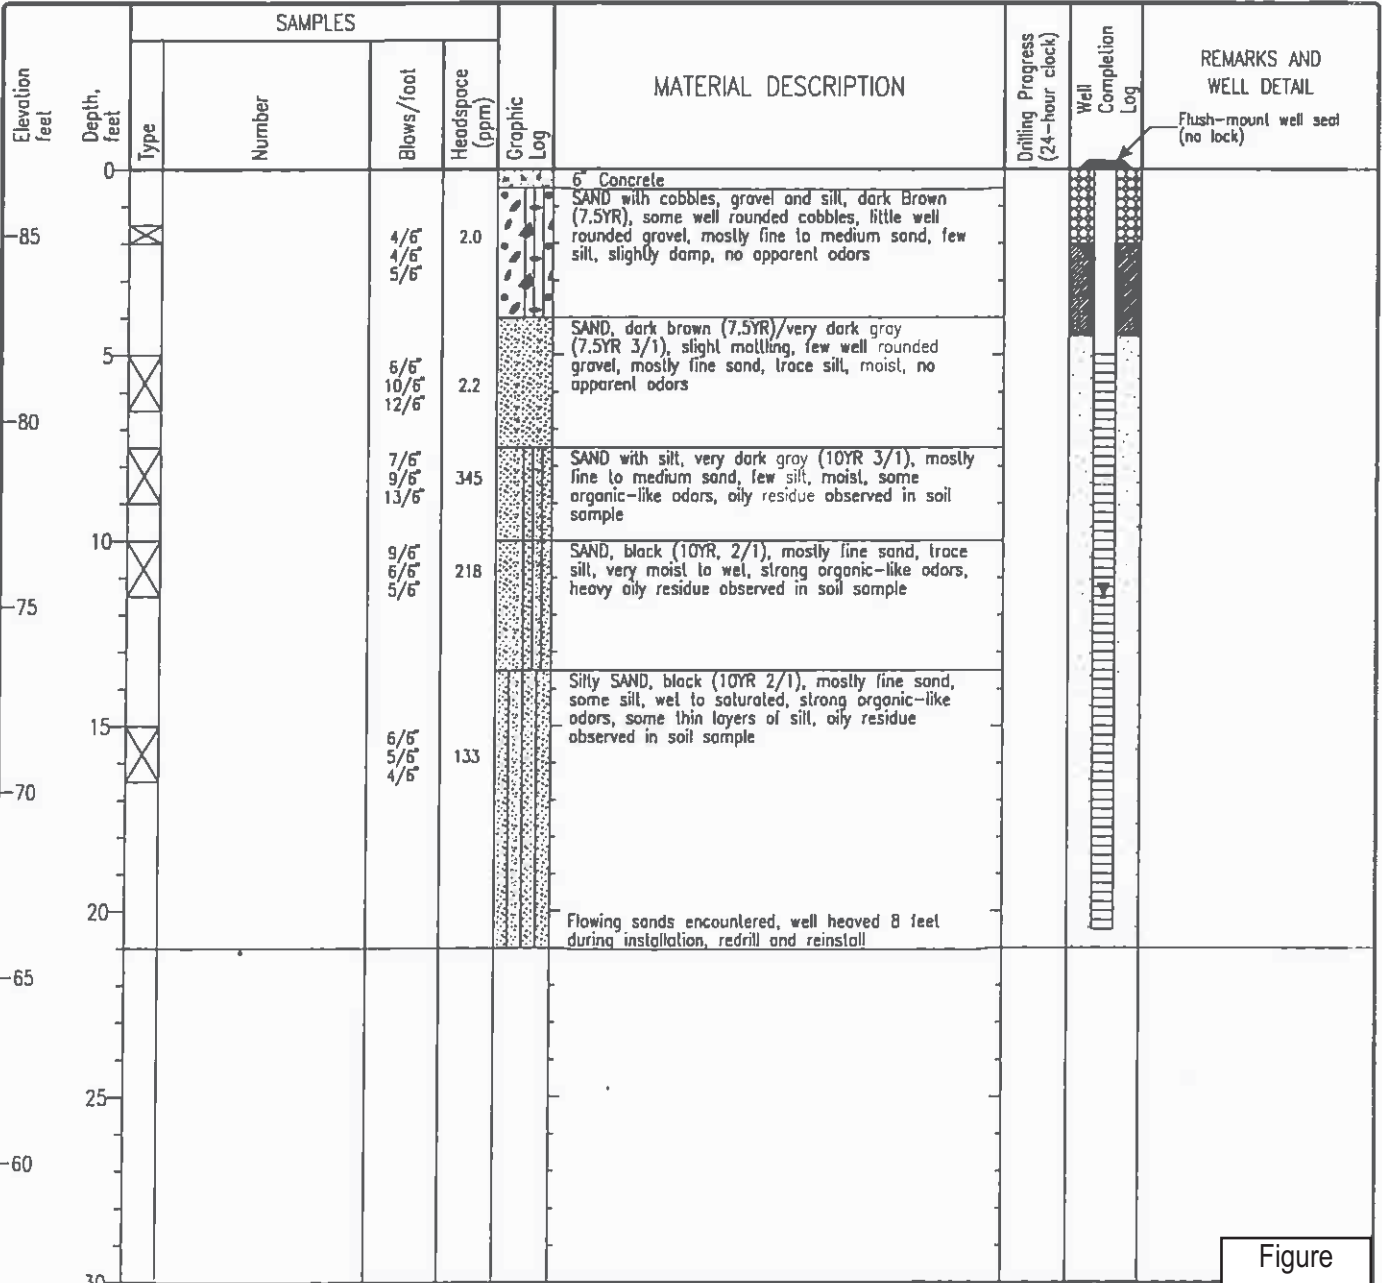 SAMPLES
Elevation
feet
Depth,
feet
Type
Number
Blows/foot
Headspace
(ppm)
Graphic
Log
MATERIAL DESCRIPTION
Drilling Progress
(24-hour clock)
Well
Completion
Log
REMARKS AND
WELL DETAIL
Flush-mount well seal
(no lock)
0
6" Concrete
SAND with cobbles, gravel and silt, dark Brown
(7.5YR), some well rounded cobbles, little well
rounded gravel, mostly fine to medium sand, few
silt, slightly damp, no apparent odors
-85
4/6"
4/6"
5/6"
2.0
SAND, dark brown (7.5YR)/very dark gray
(7.5YR 3/1), slight mottling, few well rounded
gravel, mostly fine sand, trace silt, moist, no
apparent odors
5
6/6"
10/6"
12/6"
2.2
-80
7/6"
9/6"
13/6"
345
SAND with silt, very dark gray (10YR 3/1), mostly
fine to medium sand, few silt, moist, some
organic-like odors, oily residue observed in soil
sample
10
9/6"
6/6"
5/6"
218
SAND, black (10YR, 2/1), mostly fine sand, trace
silt, very moist to wet, strong organic-like odors,
heavy oily residue observed in soil sample
-75
Silty SAND, black (10YR 2/1), mostly fine sand,
some silt, wet to saturated, strong organic-like
odors, some thin layers of silt, oily residue
observed in soil sample
15
6/6"
5/6"
4/6"
133
-70
20
Flowing sands encountered, well heaved 8 feet
during installation, redrill and reinstall
-65
25
-60
30
Figure